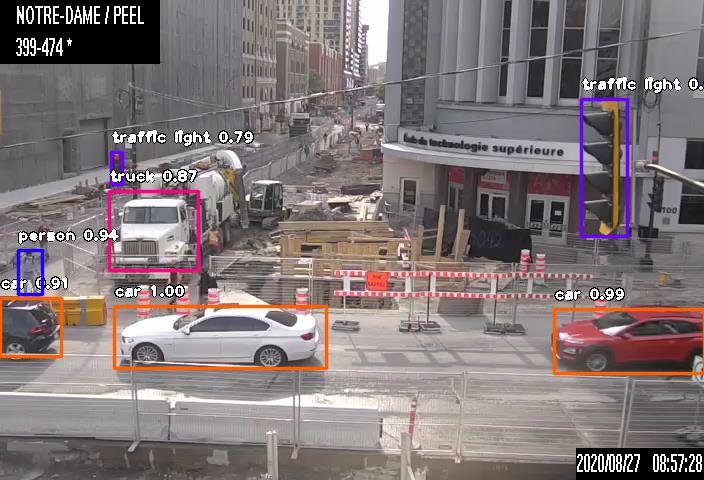 NOTRE-DAME / PEEL
399-474 *
traffic light 0.
École de technologie supérieure
traffic light 0.79
truck 0.87
100
person 0.94
car 0.91
car 1.00
car 0.99
2020/08/27 08:57:28